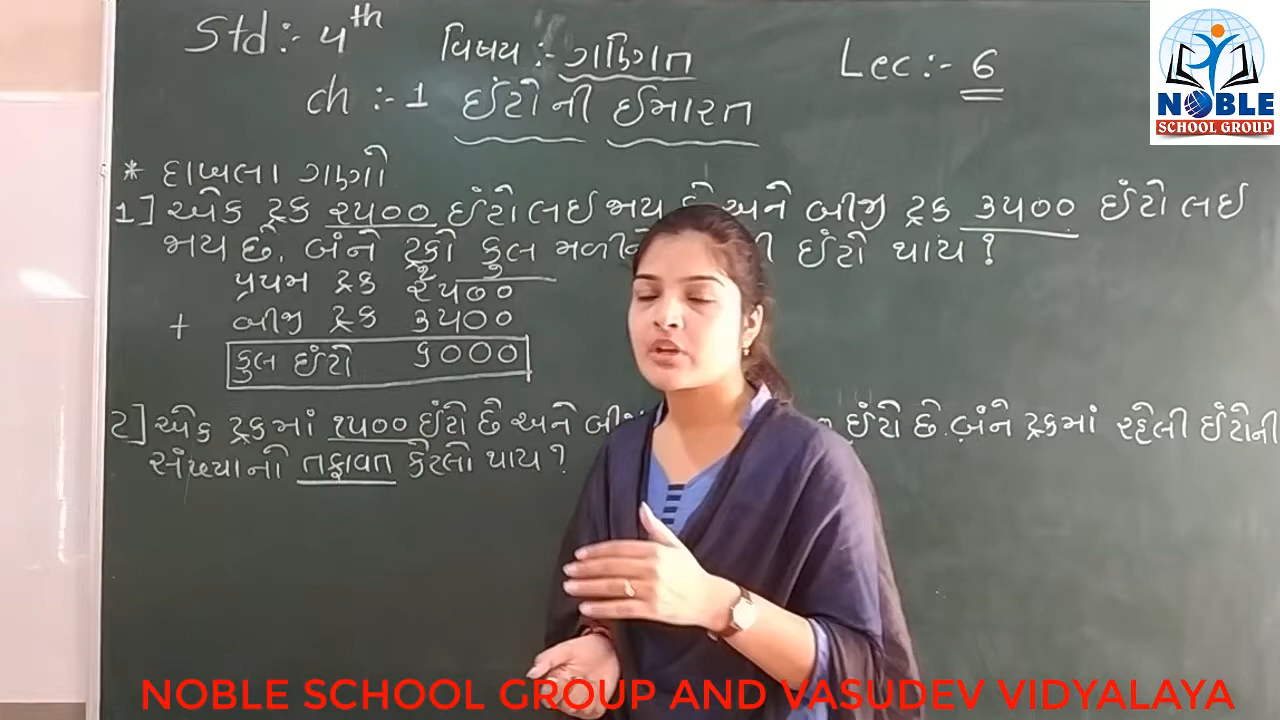 Std :- 4th
વિષય :- ગણિત
Lec :- 6
ch :- 1 ઈંટોની ઈમારત
NOBLE
SCHOOL GROUP
* દાખલા ગણો
1] એક ટ્રક ૨૫૦૦ ઈંટો લઈ જાય છે અને બીજી ટ્રક ૩૫૦૦ ઈંટો લઈ
જાય છે. બંને ટ્રકો કુલ ઈંટો થાય ?
પ્રથમ ટ્રક ૨૫૦૦
+ બીજી ટ્રક ૩૫૦૦
કુલ ઈંટો ૬૦૦૦
2] એક ટ્રકમાં ૧૫૦૦ ઈંટો છે અને ઈંટો છે. બંને ટ્રકમાં રહેલી ઈંટોની
સંખ્યાનો તફાવત કેટલો થાય ?
NOBLE SCHOOL GROUP AND VASUDEV VIDYALAYA